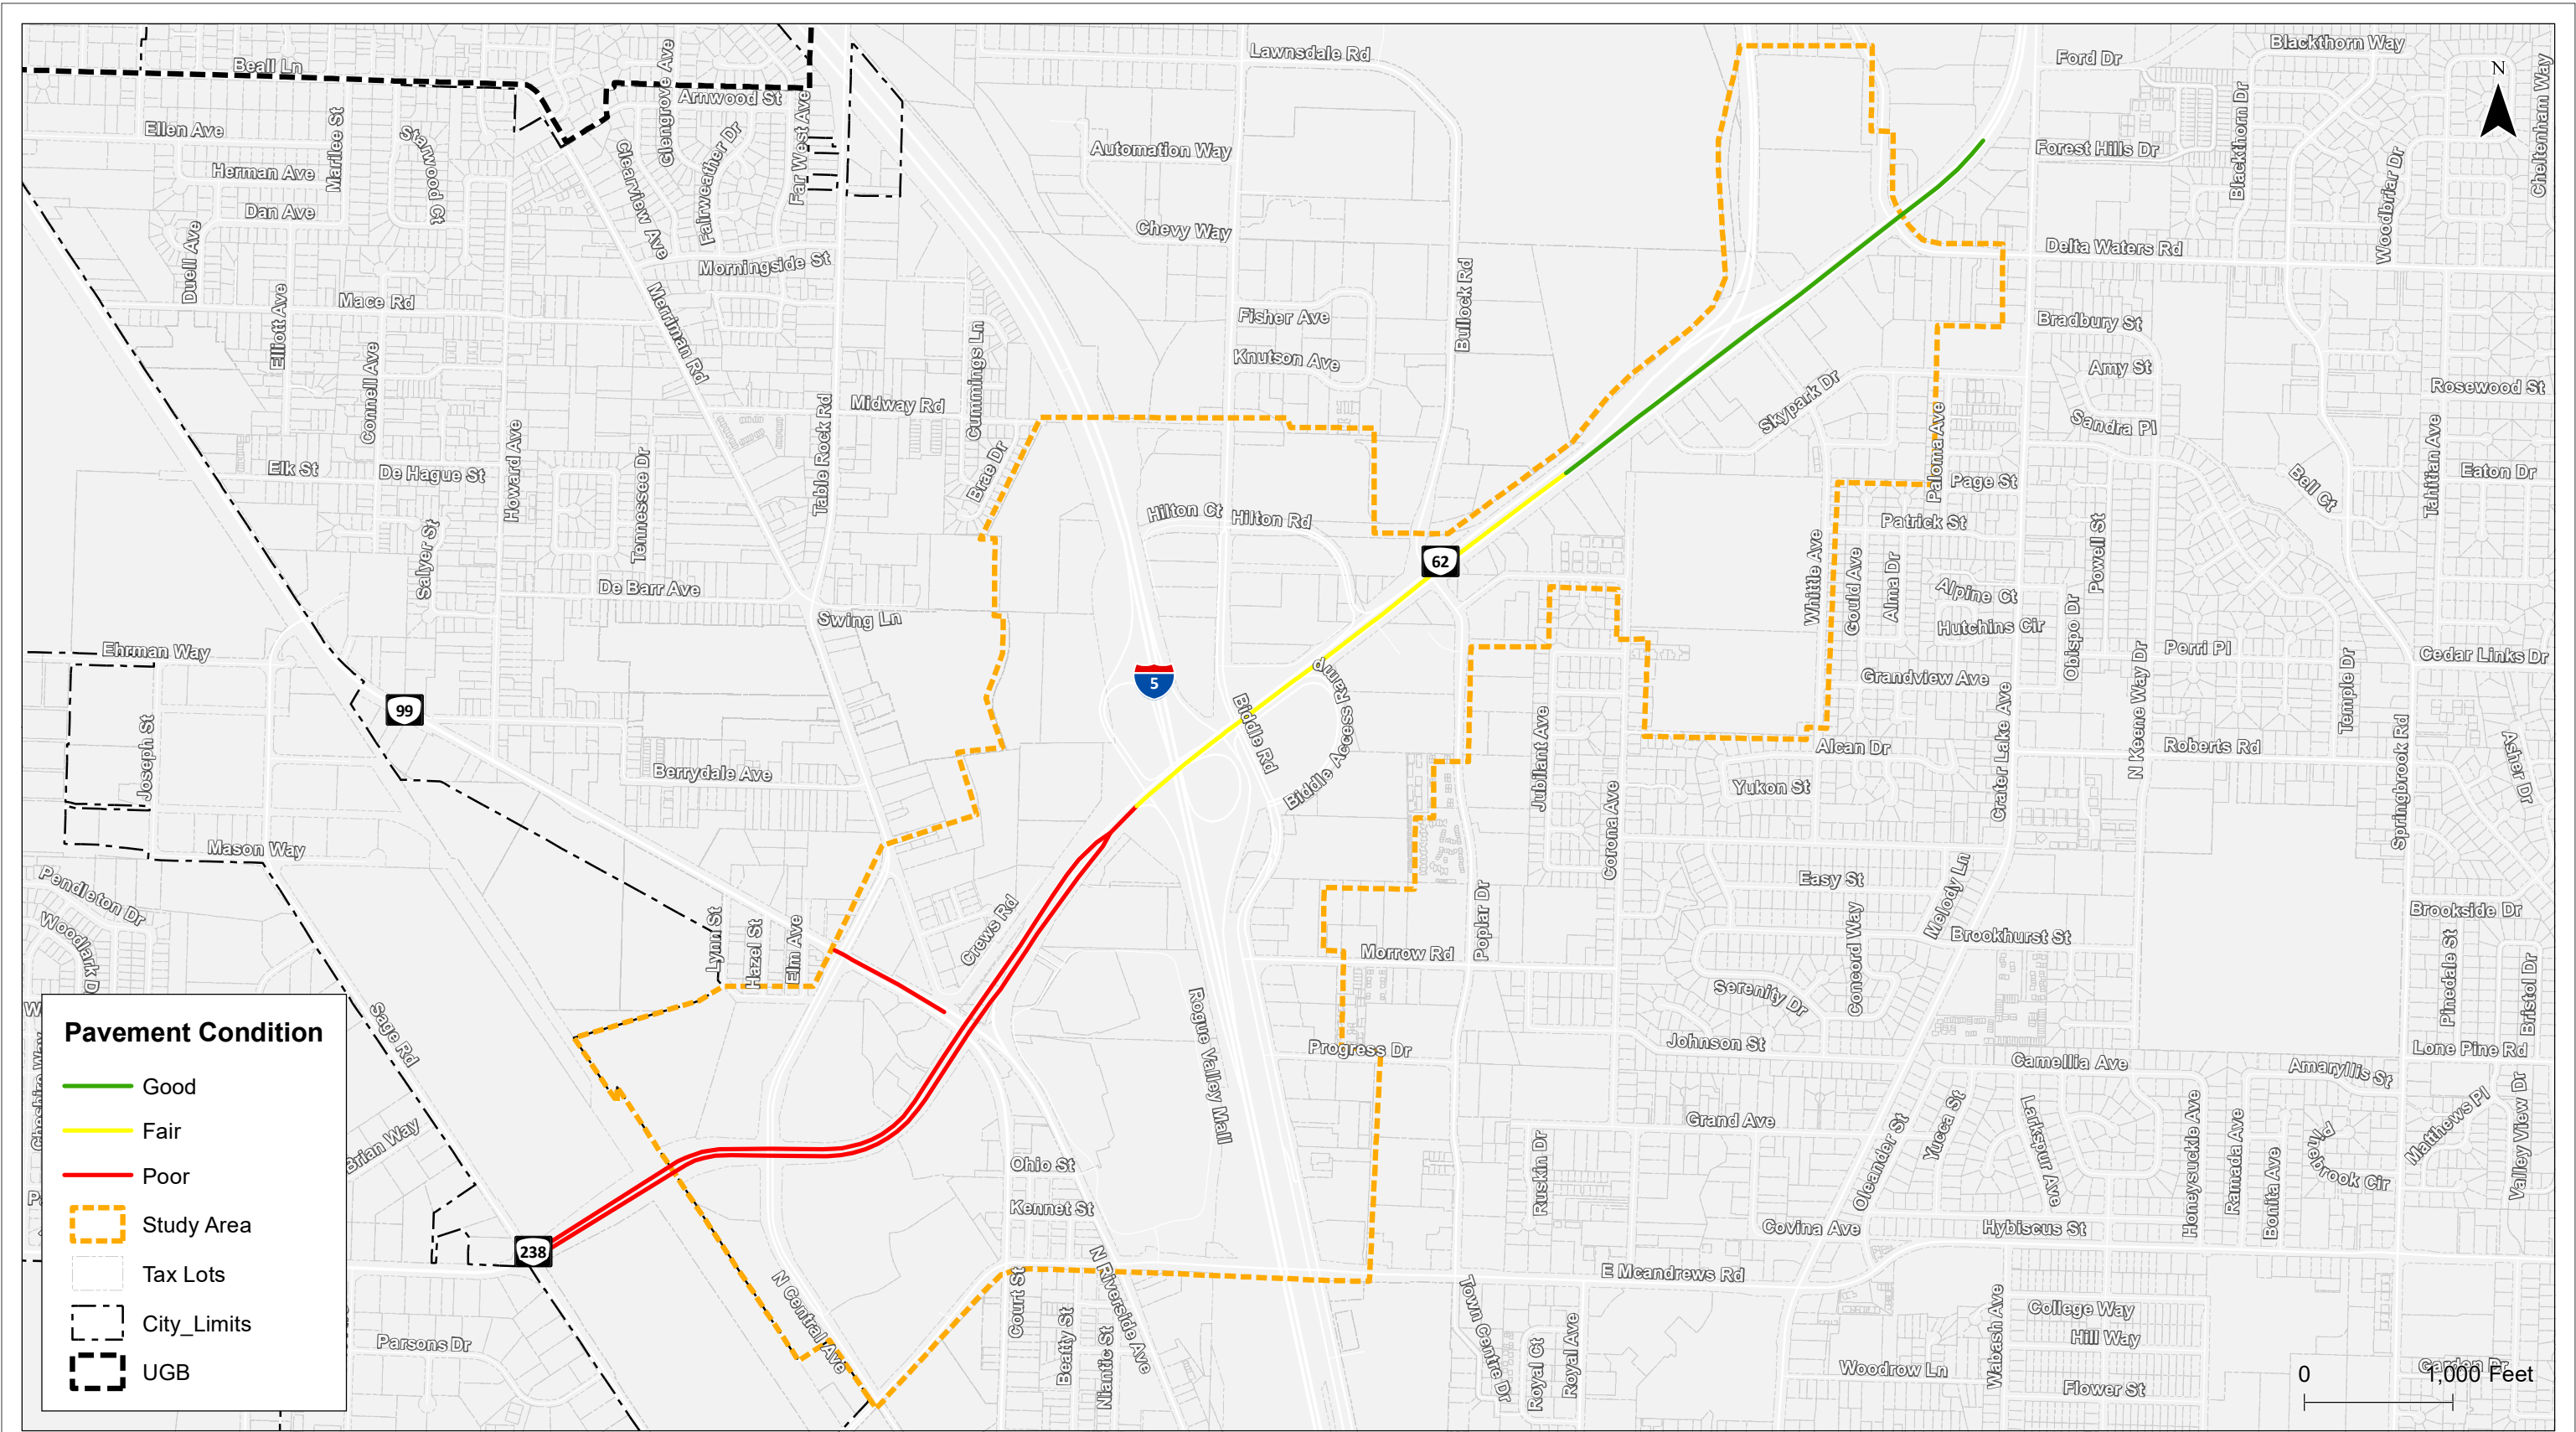 Lawnsdale Rd
Ford Dr
Blackthorn Way
Beall Ln
N
Cheltenham Way
Glengrove Ave
Arnwood St
Far West Ave
Ellen Ave
Marilee St
Starwood Ct
Clearview Ave
Fairweather Dr
Automation Way
Forest Hills Dr
Blackthorn Dr
Woodbriar Dr
Herman Ave
Dan Ave
Duell Ave
Chevy Way
Delta Waters Rd
Morningside St
Merriman Rd
Mace Rd
Elliott Ave
Connell Ave
Fisher Ave
Knutson Ave
Bullock Rd
Bradbury St
Amy St
Rosewood St
Cummings Ln
Midway Rd
Table Rock Rd
Skypark Dr
Paloma Ave
Sandra Pl
Tahitian Ave
Elk St
De Hague St
Howard Ave
Tennessee Dr
Brae Dr
Page St
Bell Ct
Eaton Dr
Hilton Ct
Hilton Rd
Patrick St
Powell St
Salyer St
De Barr Ave
Swing Ln
62
Whittle Ave
Gould Ave
Alma Dr
Alpine Ct
Hutchins Cir
Obispo Dr
Ehrman Way
N Keene Way Dr
Perri Pl
Temple Dr
Cedar Links Dr
5
Grandview Ave
99
Biddle Rd
Biddle Access Ramp
Jubilant Ave
Corona Ave
Crater Lake Ave
Alcan Dr
Roberts Rd
Springbrook Rd
Asher Dr
Joseph St
Berrydale Ave
Yukon St
Mason Way
Pendleton Dr
Easy St
Melody Ln
Woodlark D
Lynn St
Hazel St
Elm Ave
Crews Rd
Morrow Rd
Poplar Dr
Concord Way
Brookhurst St
Brookside Dr
Pinedale St
Bristol Dr
Serenity Dr
Rogue Valley Mall
Sage Rd
Progress Dr
Johnson St
Camellia Ave
Amaryllis St
Lone Pine Rd
Matthews Pl
Valley View Dr
Brian Way
Grand Ave
Oleander St
Yucca St
Larkspur Ave
Honeysuckle Ave
Ramada Ave
Bonita Ave
Pinebrook Cir
Ohio St
Kennet St
Ruskin Dr
Covina Ave
Hybiscus St
238
N Central Ave
Court St
N Riverside Ave
Beatty St
Niantic St
E Mcandrews Rd
Town Centre Dr
Royal Ct
Royal Ave
Wabash Ave
College Way
Hill Way
Parsons Dr
Woodrow Ln
Flower St
Garden Dr
Cheshire Way
Pavement Condition
Good
Fair
Poor
Study Area
Tax Lots
City_Limits
UGB
0 1,000 Feet